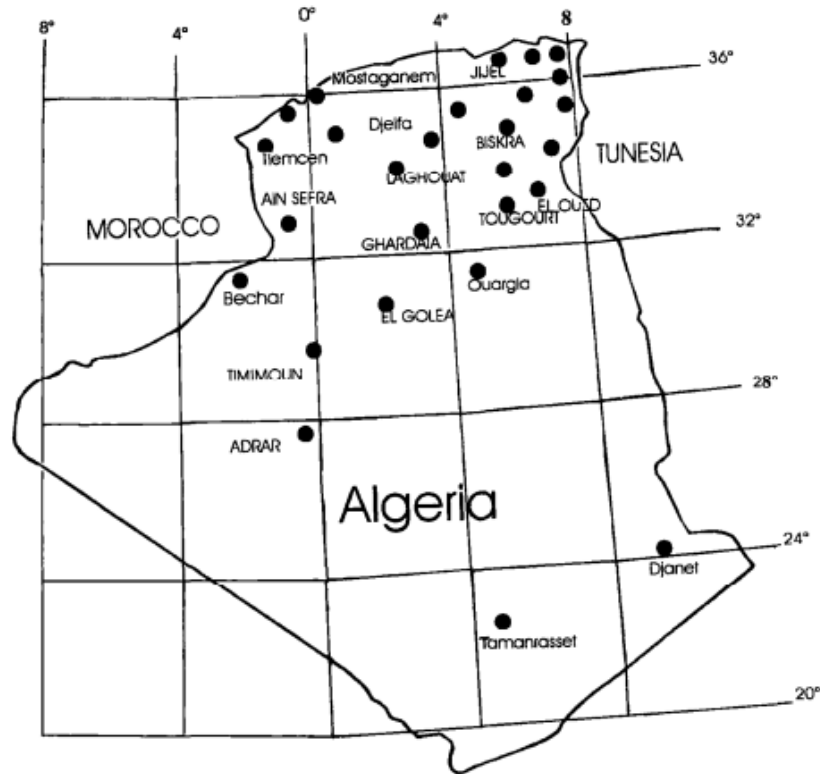 8°
4°
0°
4°
8
36°
Mostaganem
JIJEL
Djelfa
BISKRA
TUNESIA
Tlemcen
LAGHOUAT
AIN SEFRA
EL OUED
MOROCCO
TOUGOURT
32°
GHARDAIA
Bechar
Ouargla
EL GOLEA
TIMIMOUN
28°
ADRAR
Algeria
24°
Djanet
Tamanrasset
20°